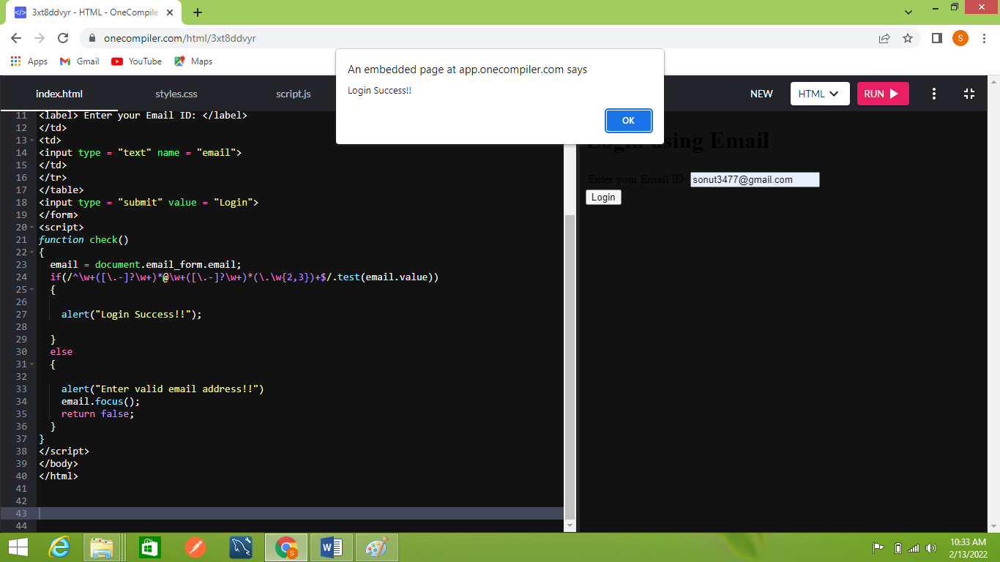 3xt8ddvyr - HTML - OneCompiler
onecompiler.com/html/3xt8ddvyr
S
Apps Gmail YouTube Maps
An embedded page at app.onecompiler.com says
Login Success!!
OK
index.html styles.css script.js NEW HTML RUN
11 <label> Enter your Email ID: </label>
12 </td>
13 <td>
14 <input type = "text" name = "email">
15 </td>
16 </tr>
17 </table>
18 <input type = "submit" value = "Login">
19 </form>
20 <script>
21 function check()
22 {
23 email = document.email_form.email;
24 if(/^\w+([\.-]?\w+)*@\w+([\.-]?\w+)*(\.\w{2,3})+$/.test(email.value))
25 {
26
27 alert("Login Success!!");
28
29 }
30 else
31 {
32
33 alert("Enter valid email address!!")
34 email.focus();
35 return false;
36 }
37 }
38 </script>
39 </body>
40 </html>
41
42
43
44
Login using Email
Enter your Email ID: sonut3477@gmail.com
Login
S
10:33 AM
2/13/2022